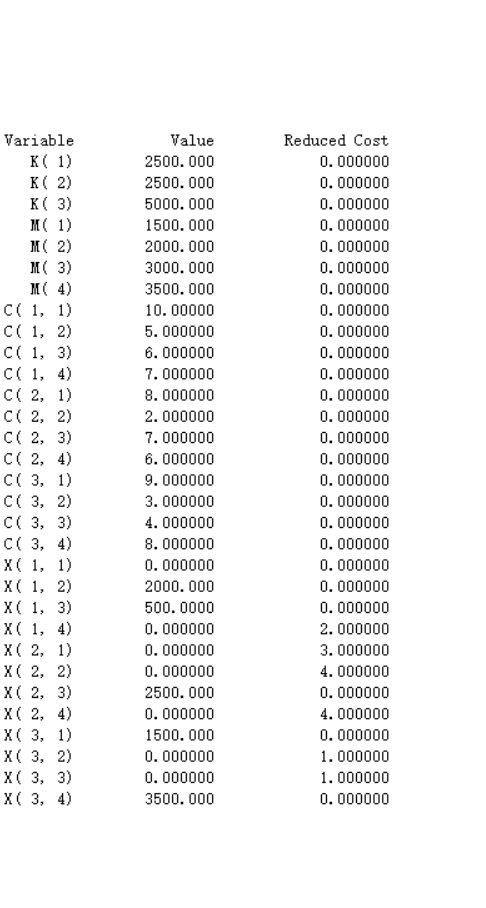 Variable Value Reduced Cost
K( 1) 2500.000 0.000000
K( 2) 2500.000 0.000000
K( 3) 5000.000 0.000000
M( 1) 1500.000 0.000000
M( 2) 2000.000 0.000000
M( 3) 3000.000 0.000000
M( 4) 3500.000 0.000000
C( 1, 1) 10.00000 0.000000
C( 1, 2) 5.000000 0.000000
C( 1, 3) 6.000000 0.000000
C( 1, 4) 7.000000 0.000000
C( 2, 1) 8.000000 0.000000
C( 2, 2) 2.000000 0.000000
C( 2, 3) 7.000000 0.000000
C( 2, 4) 6.000000 0.000000
C( 3, 1) 9.000000 0.000000
C( 3, 2) 3.000000 0.000000
C( 3, 3) 4.000000 0.000000
C( 3, 4) 8.000000 0.000000
X( 1, 1) 0.000000 0.000000
X( 1, 2) 2000.000 0.000000
X( 1, 3) 500.0000 0.000000
X( 1, 4) 0.000000 2.000000
X( 2, 1) 0.000000 3.000000
X( 2, 2) 0.000000 4.000000
X( 2, 3) 2500.000 0.000000
X( 2, 4) 0.000000 4.000000
X( 3, 1) 1500.000 0.000000
X( 3, 2) 0.000000 1.000000
X( 3, 3) 0.000000 1.000000
X( 3, 4) 3500.000 0.000000